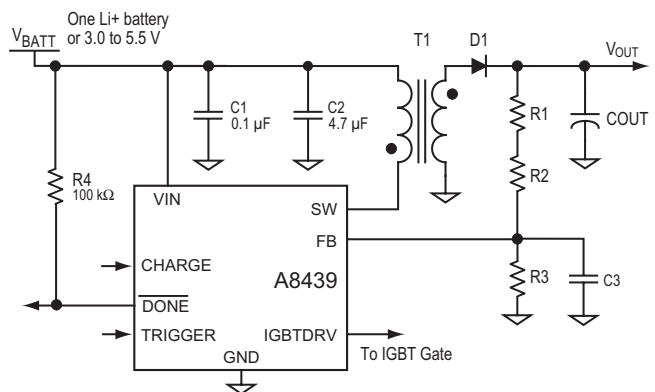 One Li+ battery
or 3.0 to 5.5 V
VBATT
T1
D1
VOUT
C1
0.1 μF
C2
4.7 μF
R1
COUT
R4
100 kΩ
R2
VIN
SW
FB
CHARGE
A8439
R3
C3
DONE
TRIGGER
IGBTDRV
To IGBT Gate
GND